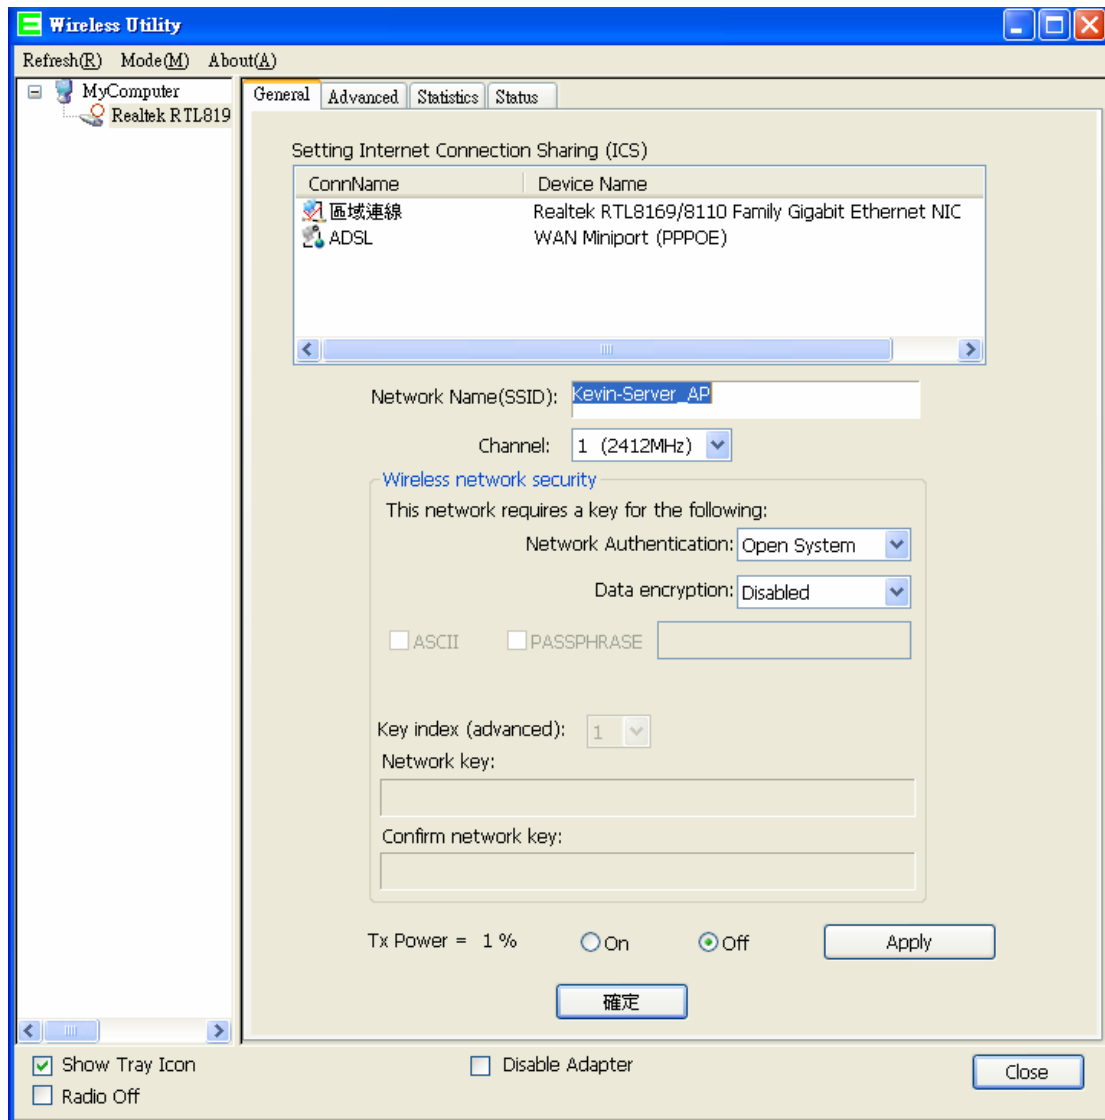 Wireless Utility
Refresh(R) Mode(M) About(A)
MyComputer
Realtek RTL819
General Advanced Statistics Status
Setting Internet Connection Sharing (ICS)
ConnName Device Name
區域連線 Realtek RTL8169/8110 Family Gigabit Ethernet NIC
ADSL WAN Miniport (PPPOE)
Network Name(SSID): Kevin-Server_AP
Channel: 1 (2412MHz)
Wireless network security
This network requires a key for the following:
Network Authentication: Open System
Data encryption: Disabled
ASCII PASSPHRASE
Key index (advanced): 1
Network key:
Confirm network key:
Tx Power = 1 % On Off Apply
確定
Show Tray Icon Disable Adapter Close
Radio Off